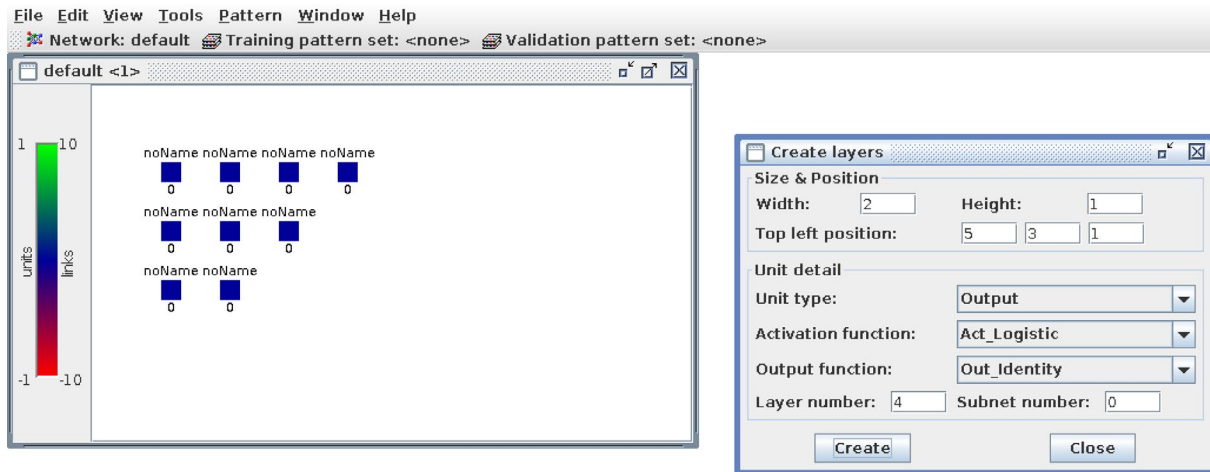 File Edit View Tools Pattern Window Help
Network: default Training pattern set: <none> Validation pattern set: <none>
default <1>
1 10
units
links
-1 -10
noName noName noName noName
0 0 0 0
noName noName noName
0 0 0
noName noName
0 0
Create layers
Size & Position
Width: 2 Height: 1
Top left position: 5 3 1
Unit detail
Unit type: Output
Activation function: Act_Logistic
Output function: Out_Identity
Layer number: 4 Subnet number: 0
Create Close